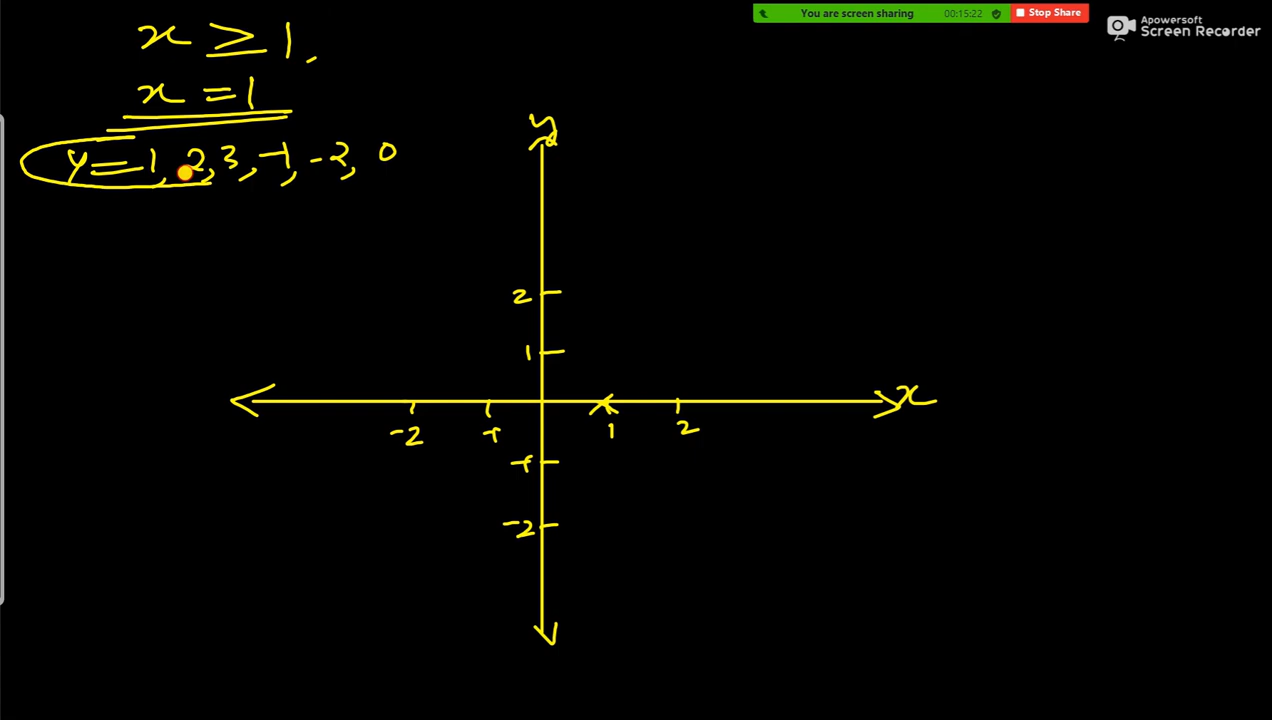 x ≥ 1,
x = 1
y = 1, 2, 3, -1, -2, 0
You are screen sharing 00:15:22 Stop Share
Apowersoft
Screen Recorder
y
2
1
x
-2 -1 1 2
-1
-2